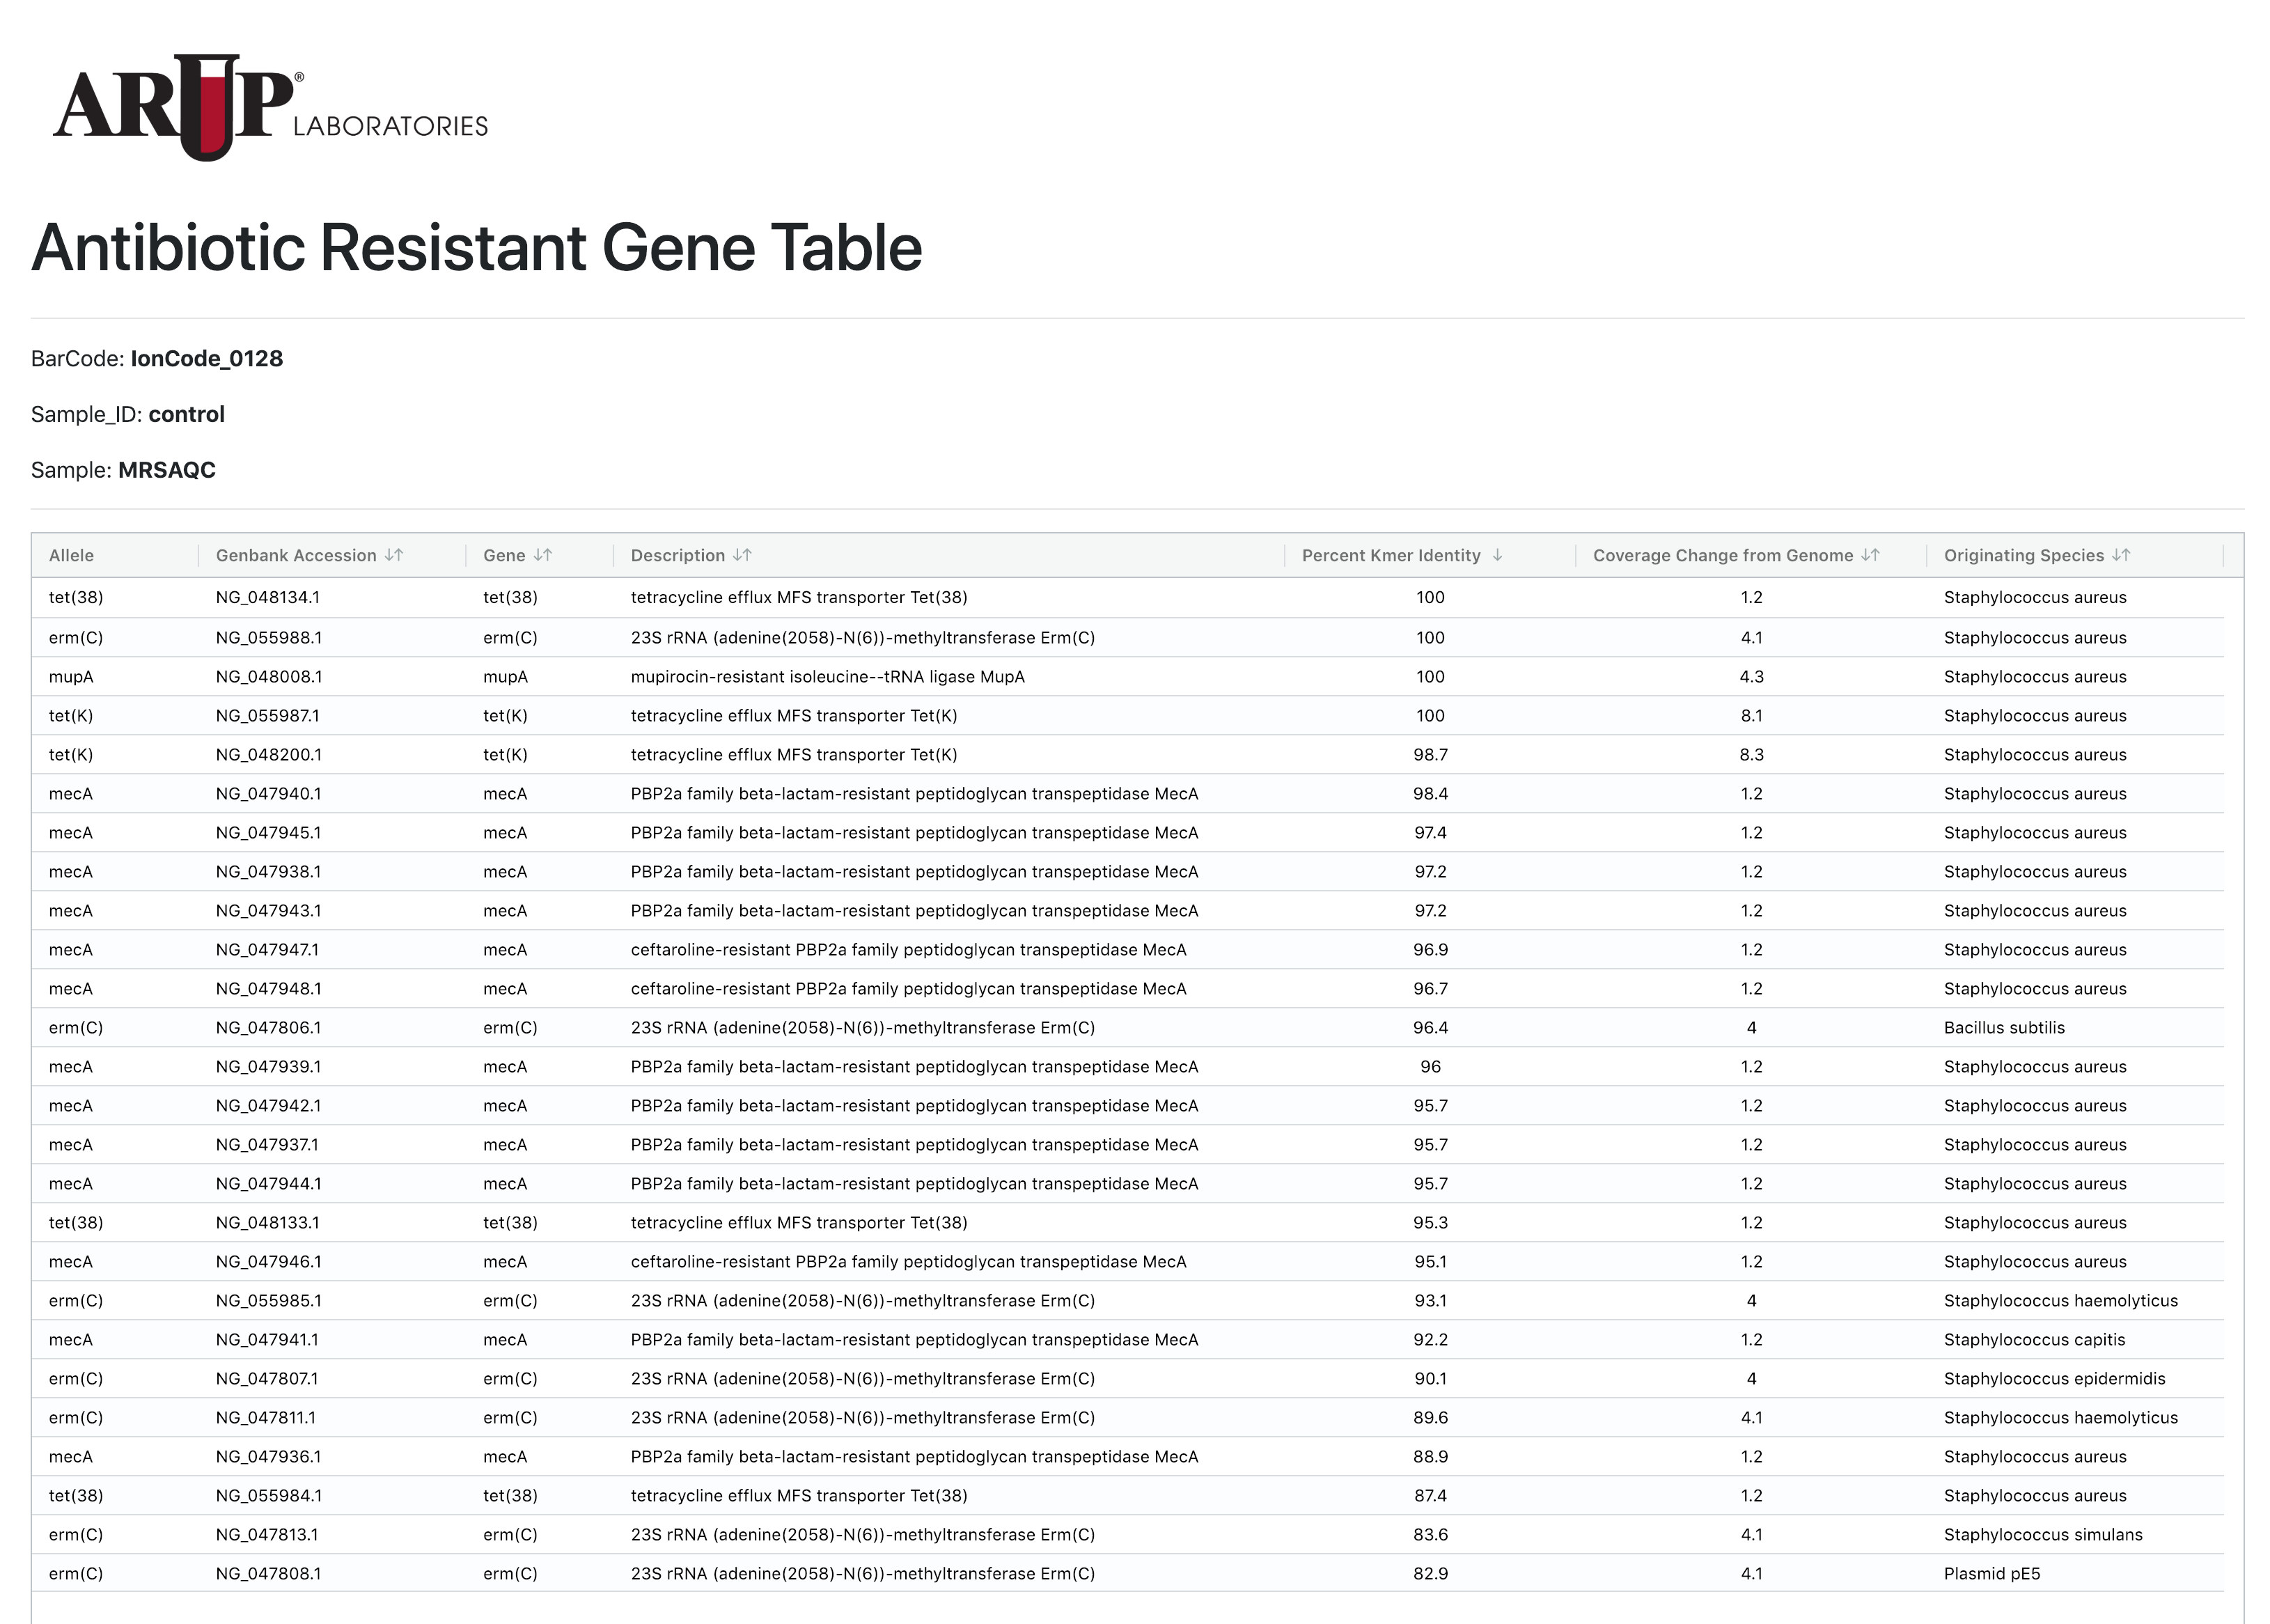 ARUP® LABORATORIES
Antibiotic Resistant Gene Table
BarCode: IonCode_0128
Sample_ID: control
Sample: MRSAQC
Allele Genbank Accession Gene Description Percent Kmer Identity Coverage Change from Genome Originating Species
tet(38) NG_048134.1 tet(38) tetracycline efflux MFS transporter Tet(38) 100 1.2 Staphylococcus aureus
erm(C) NG_055988.1 erm(C) 23S rRNA (adenine(2058)-N(6))-methyltransferase Erm(C) 100 4.1 Staphylococcus aureus
mupA NG_048008.1 mupA mupirocin-resistant isoleucine--tRNA ligase MupA 100 4.3 Staphylococcus aureus
tet(K) NG_055987.1 tet(K) tetracycline efflux MFS transporter Tet(K) 100 8.1 Staphylococcus aureus
tet(K) NG_048200.1 tet(K) tetracycline efflux MFS transporter Tet(K) 98.7 8.3 Staphylococcus aureus
mecA NG_047940.1 mecA PBP2a family beta-lactam-resistant peptidoglycan transpeptidase MecA 98.4 1.2 Staphylococcus aureus
mecA NG_047945.1 mecA PBP2a family beta-lactam-resistant peptidoglycan transpeptidase MecA 97.4 1.2 Staphylococcus aureus
mecA NG_047938.1 mecA PBP2a family beta-lactam-resistant peptidoglycan transpeptidase MecA 97.2 1.2 Staphylococcus aureus
mecA NG_047943.1 mecA PBP2a family beta-lactam-resistant peptidoglycan transpeptidase MecA 97.2 1.2 Staphylococcus aureus
mecA NG_047947.1 mecA ceftaroline-resistant PBP2a family peptidoglycan transpeptidase MecA 96.9 1.2 Staphylococcus aureus
mecA NG_047948.1 mecA ceftaroline-resistant PBP2a family peptidoglycan transpeptidase MecA 96.7 1.2 Staphylococcus aureus
erm(C) NG_047806.1 erm(C) 23S rRNA (adenine(2058)-N(6))-methyltransferase Erm(C) 96.4 4 Bacillus subtilis
mecA NG_047939.1 mecA PBP2a family beta-lactam-resistant peptidoglycan transpeptidase MecA 96 1.2 Staphylococcus aureus
mecA NG_047942.1 mecA PBP2a family beta-lactam-resistant peptidoglycan transpeptidase MecA 95.7 1.2 Staphylococcus aureus
mecA NG_047937.1 mecA PBP2a family beta-lactam-resistant peptidoglycan transpeptidase MecA 95.7 1.2 Staphylococcus aureus
mecA NG_047944.1 mecA PBP2a family beta-lactam-resistant peptidoglycan transpeptidase MecA 95.7 1.2 Staphylococcus aureus
tet(38) NG_048133.1 tet(38) tetracycline efflux MFS transporter Tet(38) 95.3 1.2 Staphylococcus aureus
mecA NG_047946.1 mecA ceftaroline-resistant PBP2a family peptidoglycan transpeptidase MecA 95.1 1.2 Staphylococcus aureus
erm(C) NG_055985.1 erm(C) 23S rRNA (adenine(2058)-N(6))-methyltransferase Erm(C) 93.1 4 Staphylococcus haemolyticus
mecA NG_047941.1 mecA PBP2a family beta-lactam-resistant peptidoglycan transpeptidase MecA 92.2 1.2 Staphylococcus capitis
erm(C) NG_047807.1 erm(C) 23S rRNA (adenine(2058)-N(6))-methyltransferase Erm(C) 90.1 4 Staphylococcus epidermidis
erm(C) NG_047811.1 erm(C) 23S rRNA (adenine(2058)-N(6))-methyltransferase Erm(C) 89.6 4.1 Staphylococcus haemolyticus
mecA NG_047936.1 mecA PBP2a family beta-lactam-resistant peptidoglycan transpeptidase MecA 88.9 1.2 Staphylococcus aureus
tet(38) NG_055984.1 tet(38) tetracycline efflux MFS transporter Tet(38) 87.4 1.2 Staphylococcus aureus
erm(C) NG_047813.1 erm(C) 23S rRNA (adenine(2058)-N(6))-methyltransferase Erm(C) 83.6 4.1 Staphylococcus simulans
erm(C) NG_047808.1 erm(C) 23S rRNA (adenine(2058)-N(6))-methyltransferase Erm(C) 82.9 4.1 Plasmid pE5